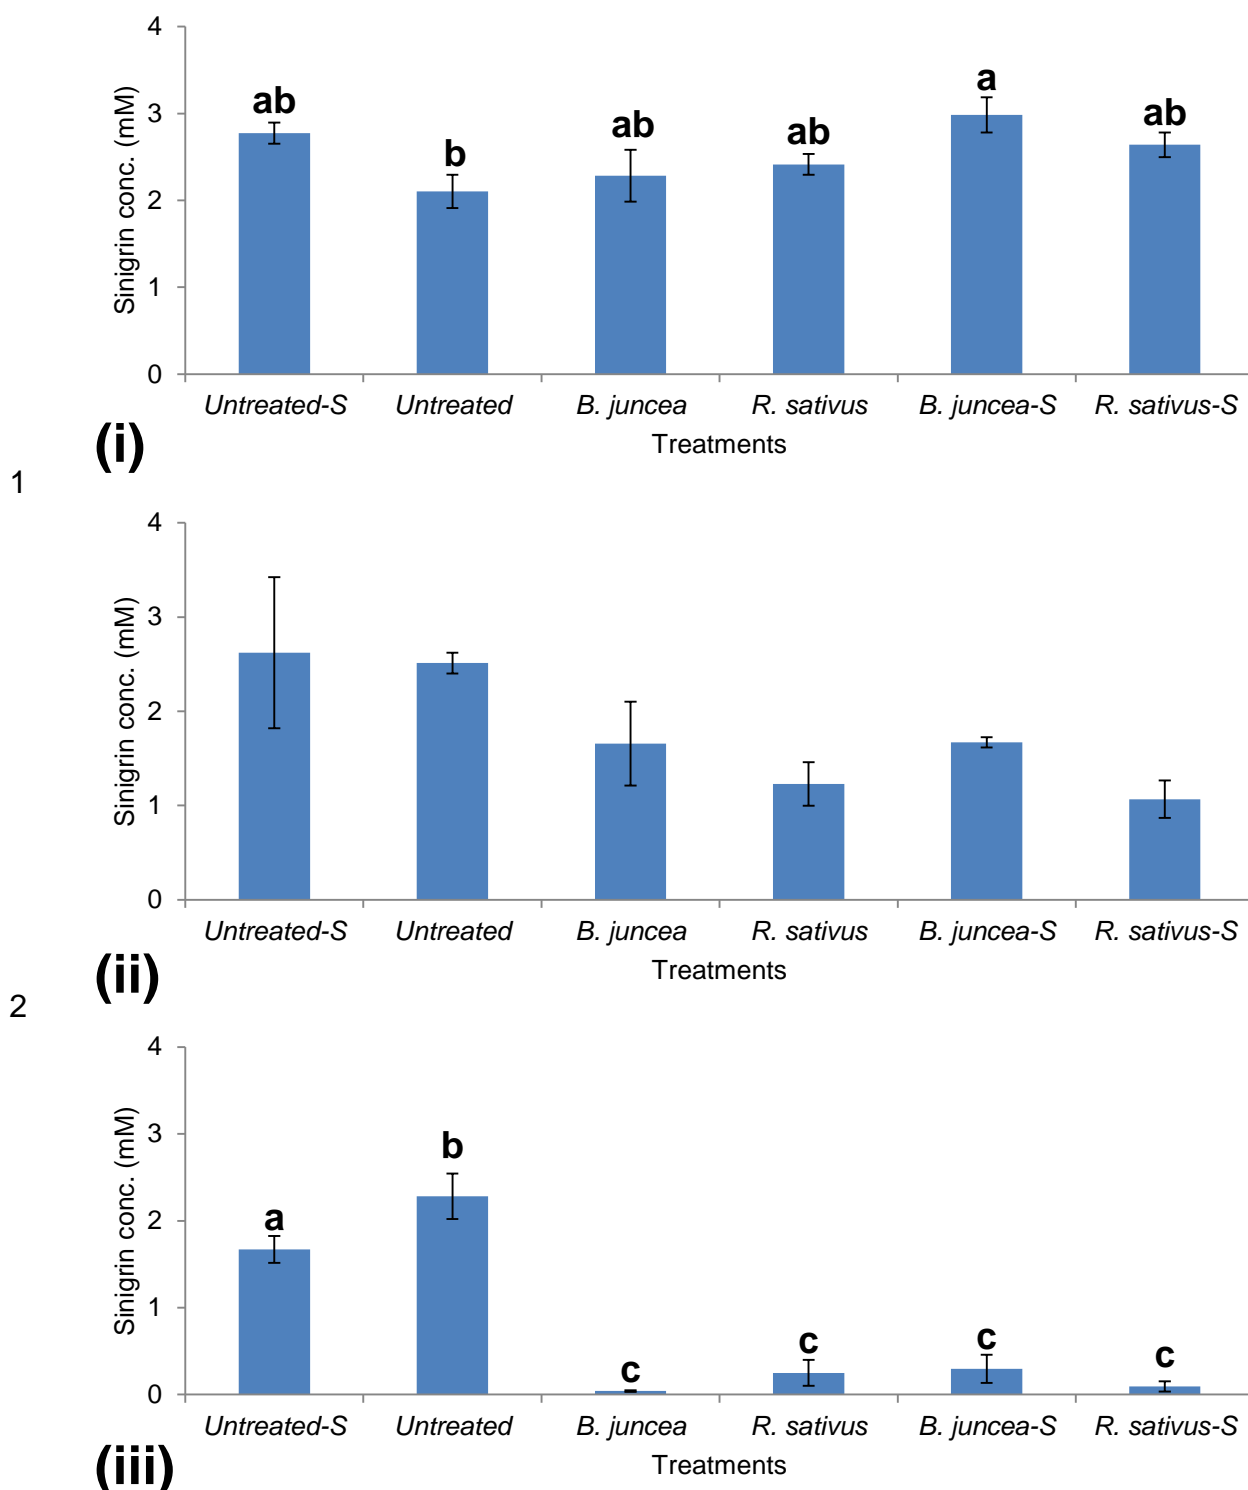 4
3
2
1
0
Sinigrin conc. (mM)
ab
b
ab
ab
a
ab
Untreated-S Untreated B. juncea R. sativus B. juncea-S R. sativus-S
Treatments
(i)
1
4
3
2
1
0
Sinigrin conc. (mM)
Untreated-S Untreated B. juncea R. sativus B. juncea-S R. sativus-S
Treatments
(ii)
2
4
3
2
1
0
Sinigrin conc. (mM)
a
b
c
c
c
c
Untreated-S Untreated B. juncea R. sativus B. juncea-S R. sativus-S
Treatments
(iii)